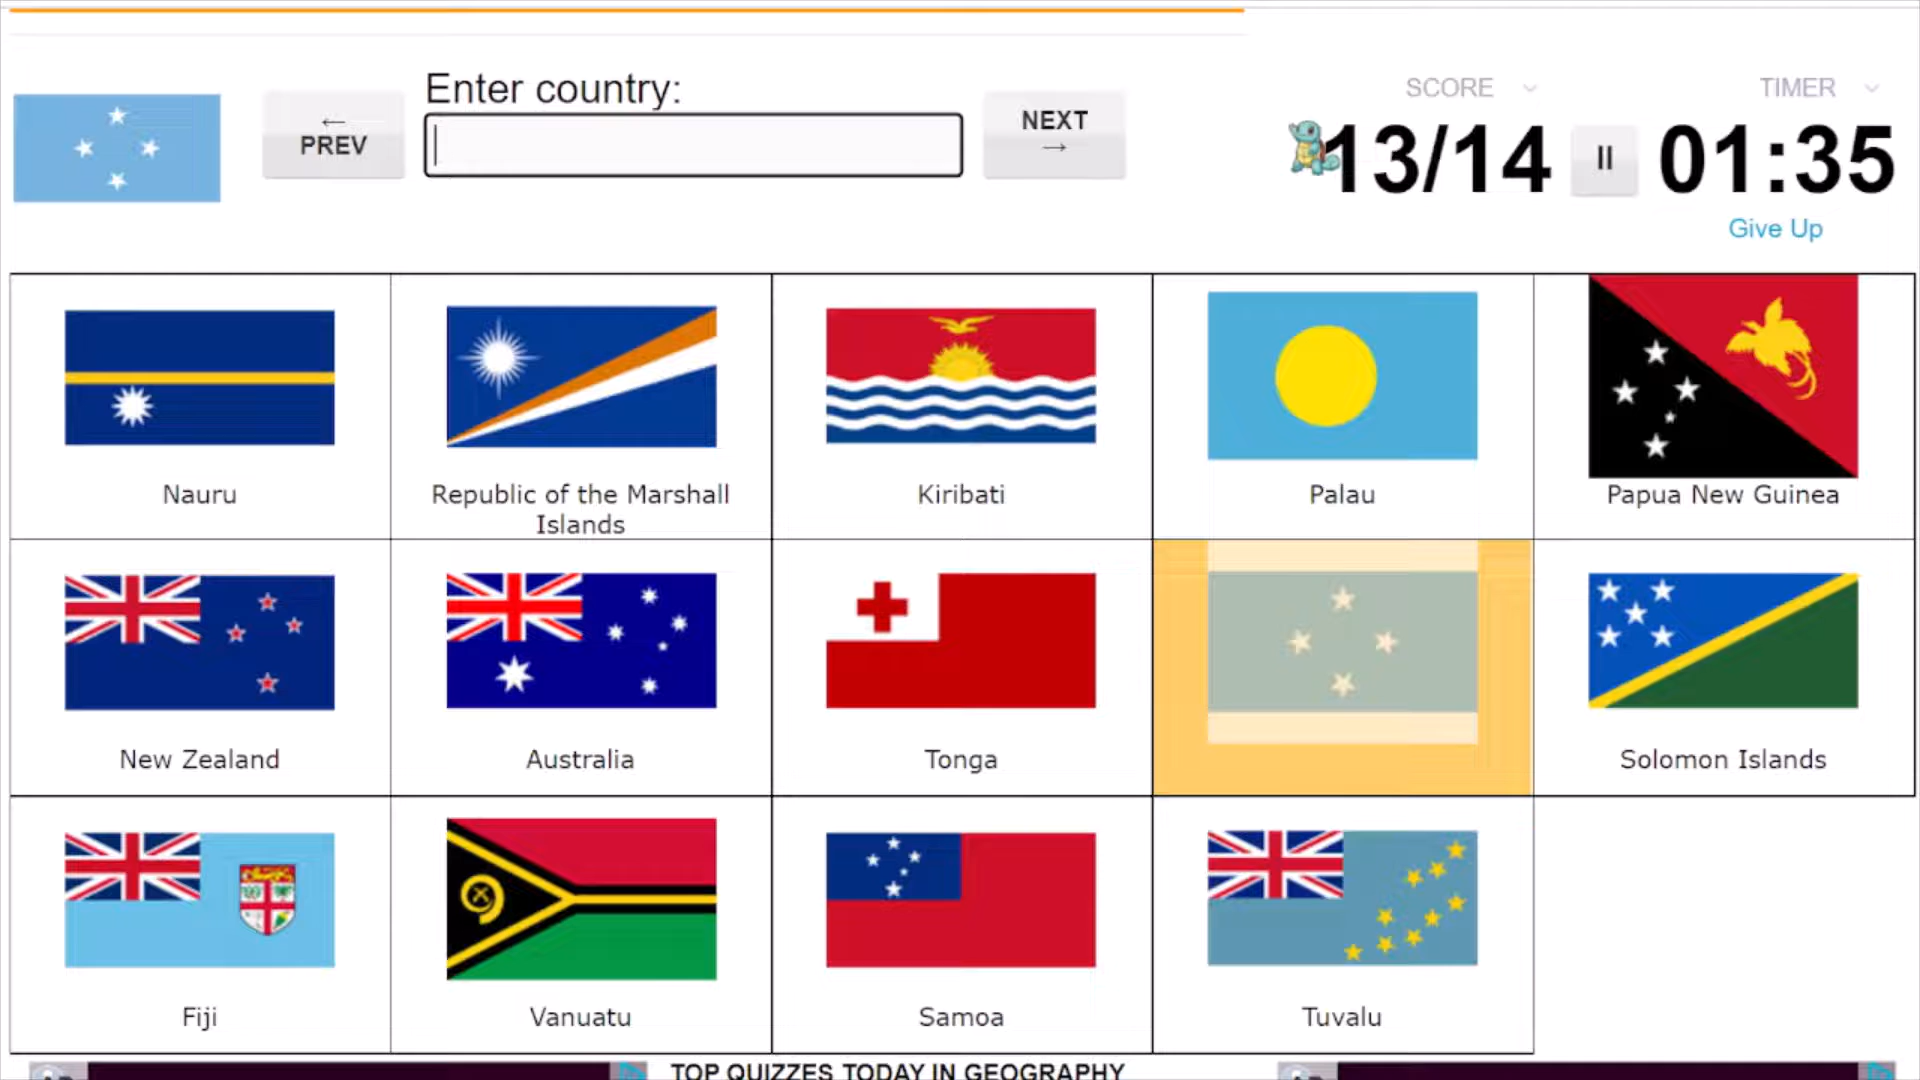 Enter country:
←
PREV
NEXT
→
SCORE
TIMER
13/14
01:35
Give Up
Nauru
Republic of the Marshall
Islands
Kiribati
Palau
Papua New Guinea
New Zealand
Australia
Tonga
Solomon Islands
Fiji
Vanuatu
Samoa
Tuvalu
TOP QUIZZES TODAY IN GEOGRAPHY